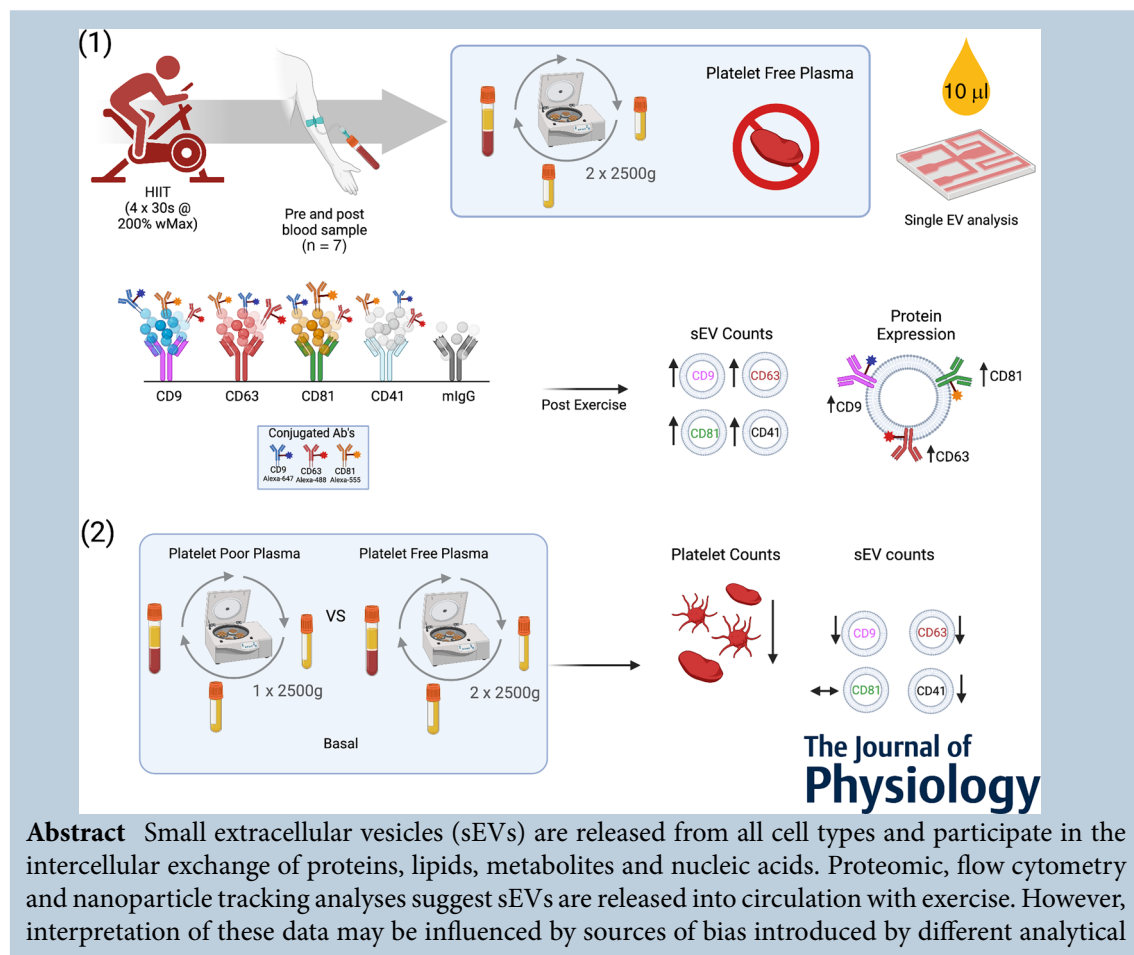 (1)
HIIT
(4 x 30s @
200% wMax)
Pre and post
blood sample
(n = 7)
2 x 2500g
Platelet Free Plasma
10 µl
Single EV analysis
CD9
CD63
CD81
CD41
mIgG
Conjugated Ab's
CD9
Alexa-647
CD63
Alexa-488
CD81
Alexa-555
Post Exercise
sEV Counts
CD9
CD63
CD81
CD41
Protein
Expression
CD9
CD81
CD63
(2)
Platelet Poor Plasma
1 x 2500g
VS
Platelet Free Plasma
2 x 2500g
Basal
Platelet Counts
sEV counts
CD9
CD63
CD81
CD41
The Journal of
Physiology
Abstract Small extracellular vesicles (sEVs) are released from all cell types and participate in the
intercellular exchange of proteins, lipids, metabolites and nucleic acids. Proteomic, flow cytometry
and nanoparticle tracking analyses suggest sEVs are released into circulation with exercise. However,
interpretation of these data may be influenced by sources of bias introduced by different analytical